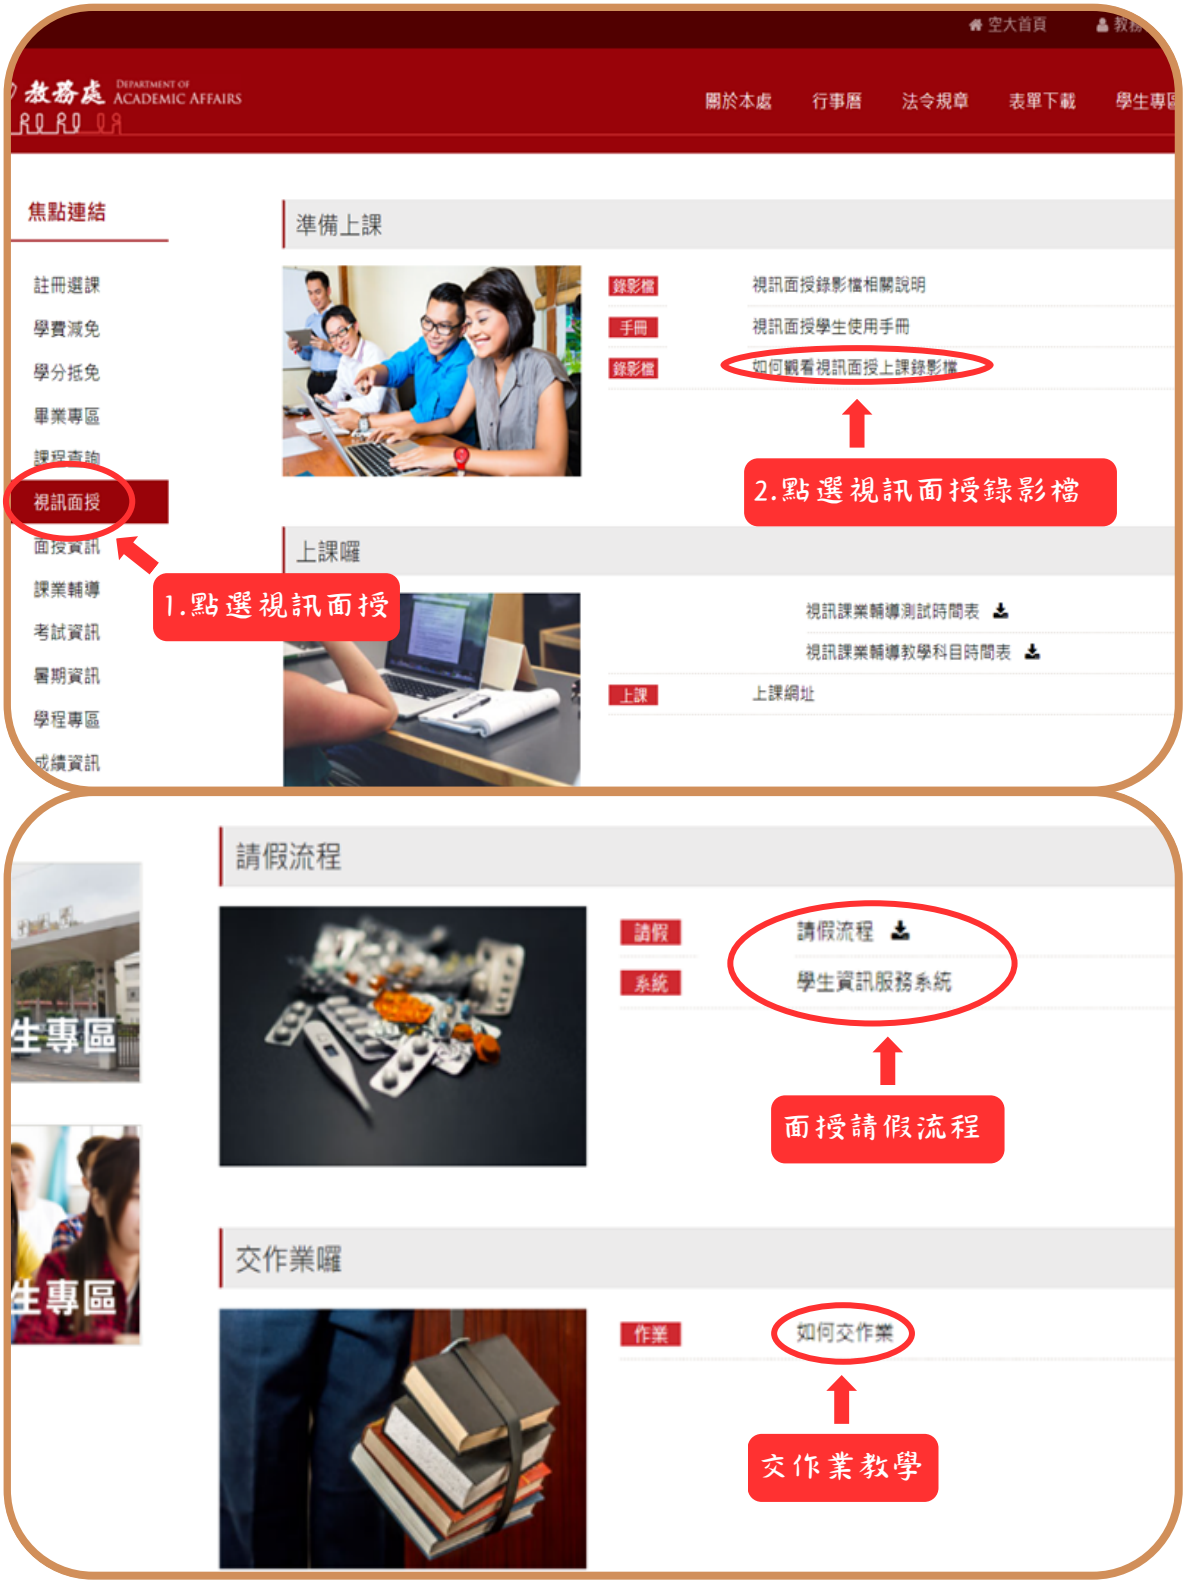 空大首頁
教務
教務處 DEPARTMENT OF ACADEMIC AFFAIRS
關於本處
行事曆
法令規章
表單下載
學生專區
焦點連結
註冊選課
學費減免
學分抵免
畢業專區
課程查詢
視訊面授
面授資訊
課業輔導
考試資訊
暑期資訊
學程專區
成績資訊
1.點選視訊面授
準備上課
錄影檔 視訊面授錄影檔相關說明
手冊 視訊面授學生使用手冊
錄影檔 如何觀看視訊面授上課錄影檔
2.點選視訊面授錄影檔
上課囉
視訊課業輔導測試時間表
視訊課業輔導教學科目時間表
上課 上課網址
生專區
生專區
請假流程
請假 請假流程
系統 學生資訊服務系統
面授請假流程
交作業囉
作業 如何交作業
交作業教學